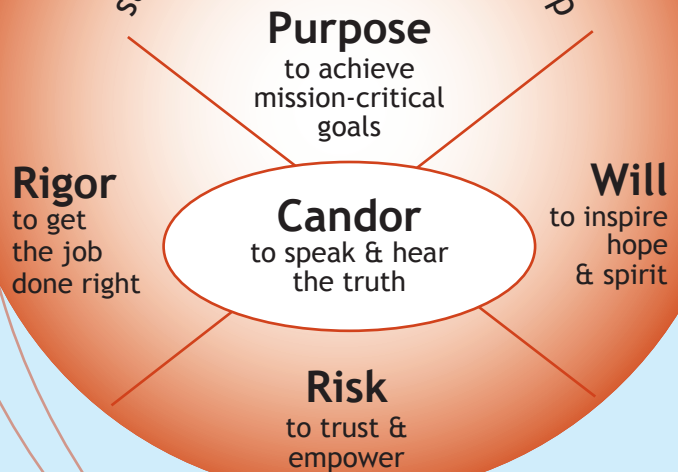 Purpose
to achieve
mission-critical
goals
Rigor
to get
the job
done right
Candor
to speak & hear
the truth
Will
to inspire
hope
& spirit
Risk
to trust &
empower